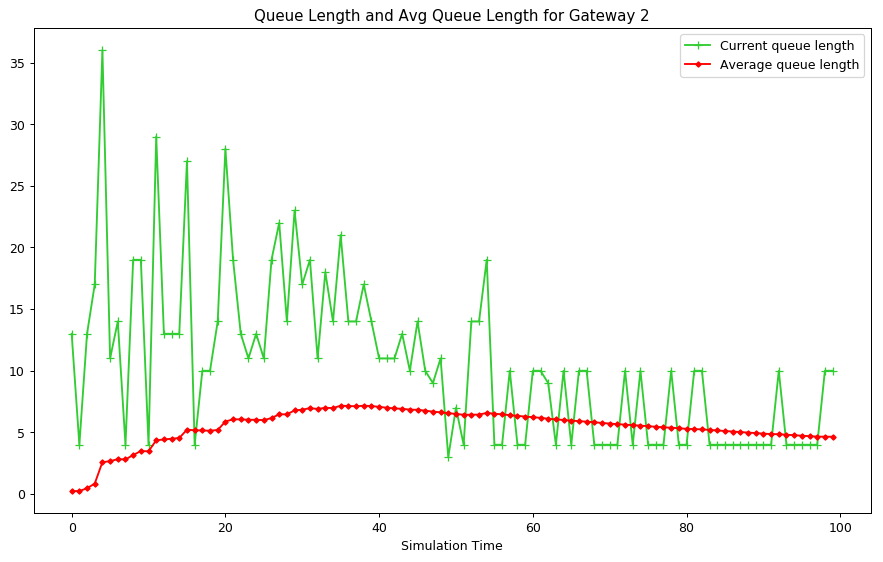 Queue Length and Avg Queue Length for Gateway 2
Current queue length
Average queue length
35
30
25
20
15
10
5
0
0 20 40 60 80 100
Simulation Time